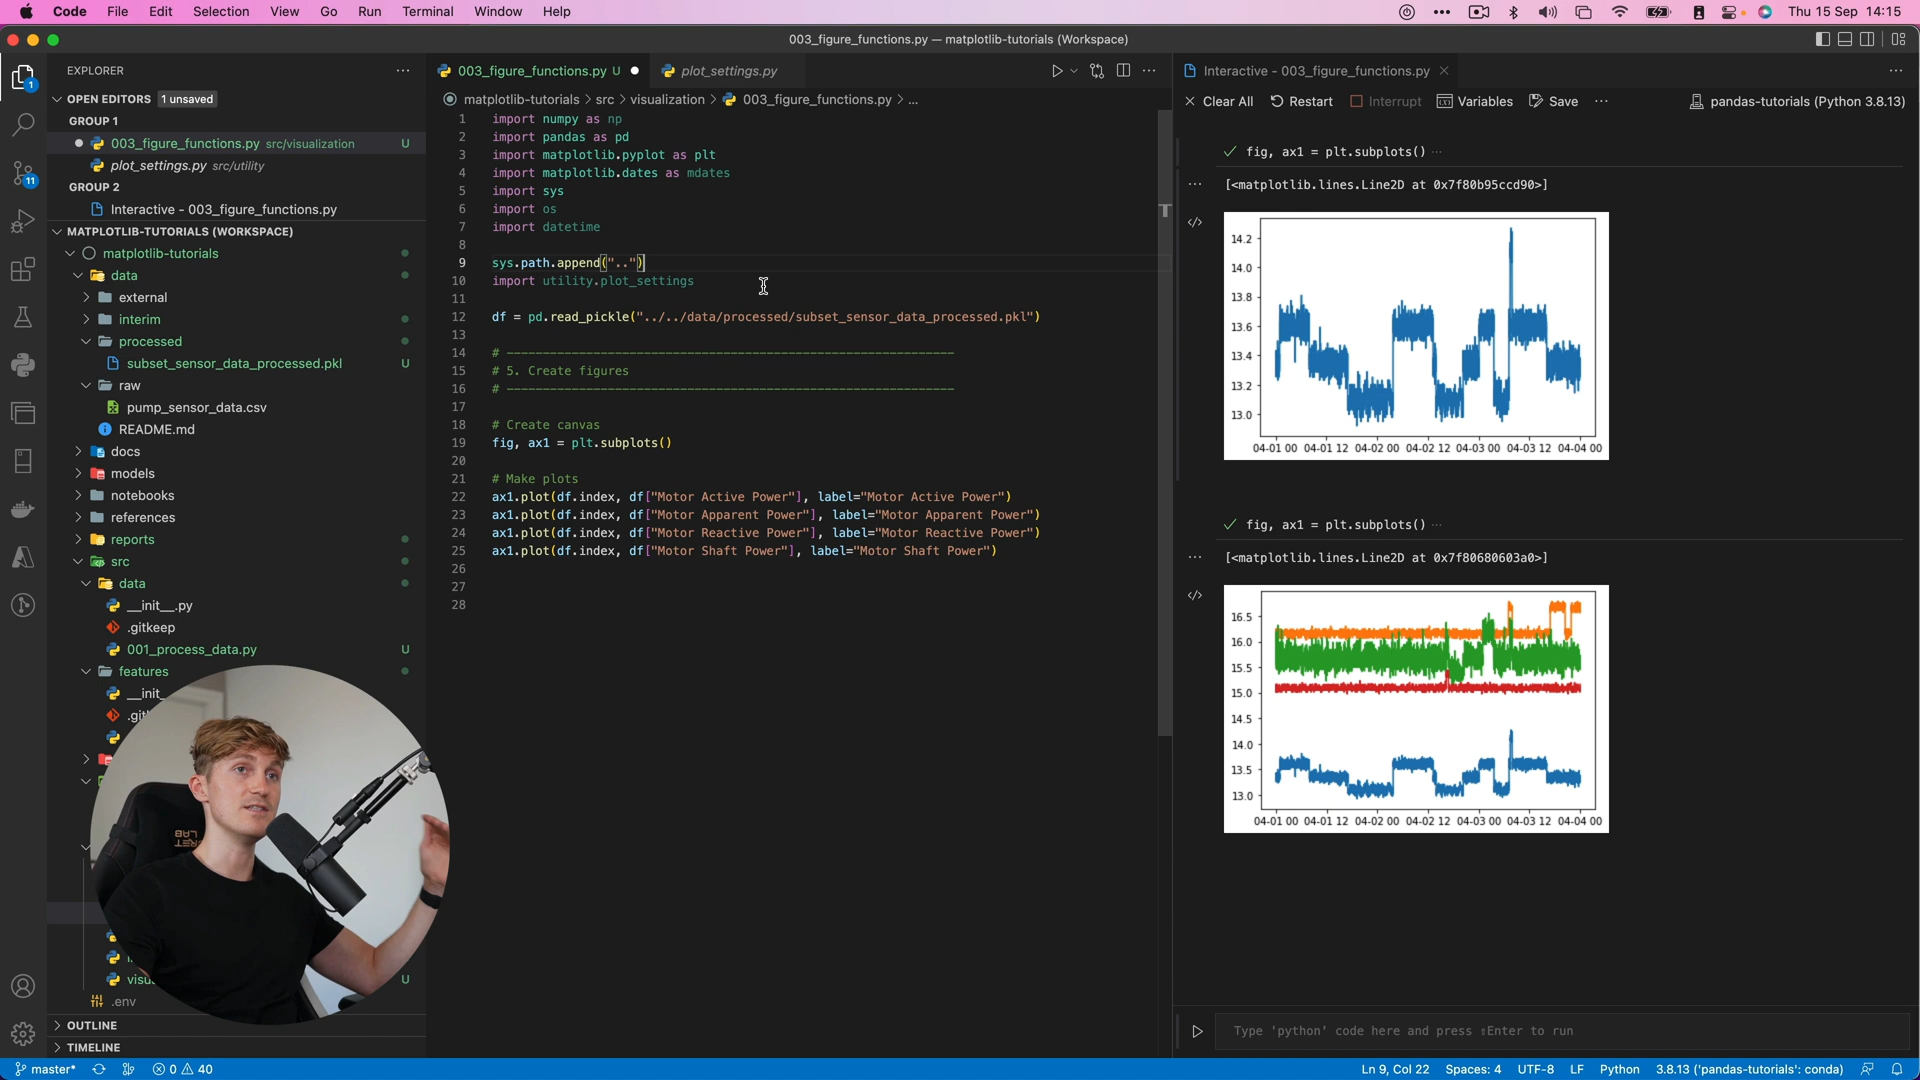 Code File Edit Selection View Go Run Terminal Window Help
Thu 15 Sep 14:15
003_figure_functions.py — matplotlib-tutorials (Workspace)
EXPLORER
OPEN EDITORS 1 unsaved
GROUP 1
003_figure_functions.py src/visualization U
plot_settings.py src/utility
GROUP 2
Interactive - 003_figure_functions.py
MATPLOTLIB-TUTORIALS (WORKSPACE)
matplotlib-tutorials
data
external
interim
processed
subset_sensor_data_processed.pkl U
raw
pump_sensor_data.csv
README.md
docs
models
notebooks
references
reports
src
data
__init__.py
.gitkeep
001_process_data.py U
features
__init_
.git
visu U
.env
OUTLINE
TIMELINE
003_figure_functions.py U
plot_settings.py
matplotlib-tutorials > src > visualization > 003_figure_functions.py > ...
1 import numpy as np
2 import pandas as pd
3 import matplotlib.pyplot as plt
4 import matplotlib.dates as mdates
5 import sys
6 import os
7 import datetime
8
9 sys.path.append("..")
10 import utility.plot_settings
11
12 df = pd.read_pickle("../../data/processed/subset_sensor_data_processed.pkl")
13
14 # --------------------------------------------------------------
15 # 5. Create figures
16 # --------------------------------------------------------------
17
18 # Create canvas
19 fig, ax1 = plt.subplots()
20
21 # Make plots
22 ax1.plot(df.index, df["Motor Active Power"], label="Motor Active Power")
23 ax1.plot(df.index, df["Motor Apparent Power"], label="Motor Apparent Power")
24 ax1.plot(df.index, df["Motor Reactive Power"], label="Motor Reactive Power")
25 ax1.plot(df.index, df["Motor Shaft Power"], label="Motor Shaft Power")
26
27
28
Interactive - 003_figure_functions.py
Clear All Restart Interrupt Variables Save ... pandas-tutorials (Python 3.8.13)
fig, ax1 = plt.subplots() ...
[<matplotlib.lines.Line2D at 0x7f80b95ccd90>]
14.2
14.0
13.8
13.6
13.4
13.2
13.0
04-01 00 04-01 12 04-02 00 04-02 12 04-03 00 04-03 12 04-04 00
fig, ax1 = plt.subplots() ...
[<matplotlib.lines.Line2D at 0x7f80680603a0>]
16.5
16.0
15.5
15.0
14.5
14.0
13.5
13.0
04-01 00 04-01 12 04-02 00 04-02 12 04-03 00 04-03 12 04-04 00
Type 'python' code here and press ⇧Enter to run
1
11
master* 0 40
Ln 9, Col 22 Spaces: 4 UTF-8 LF Python 3.8.13 ('pandas-tutorials': conda)